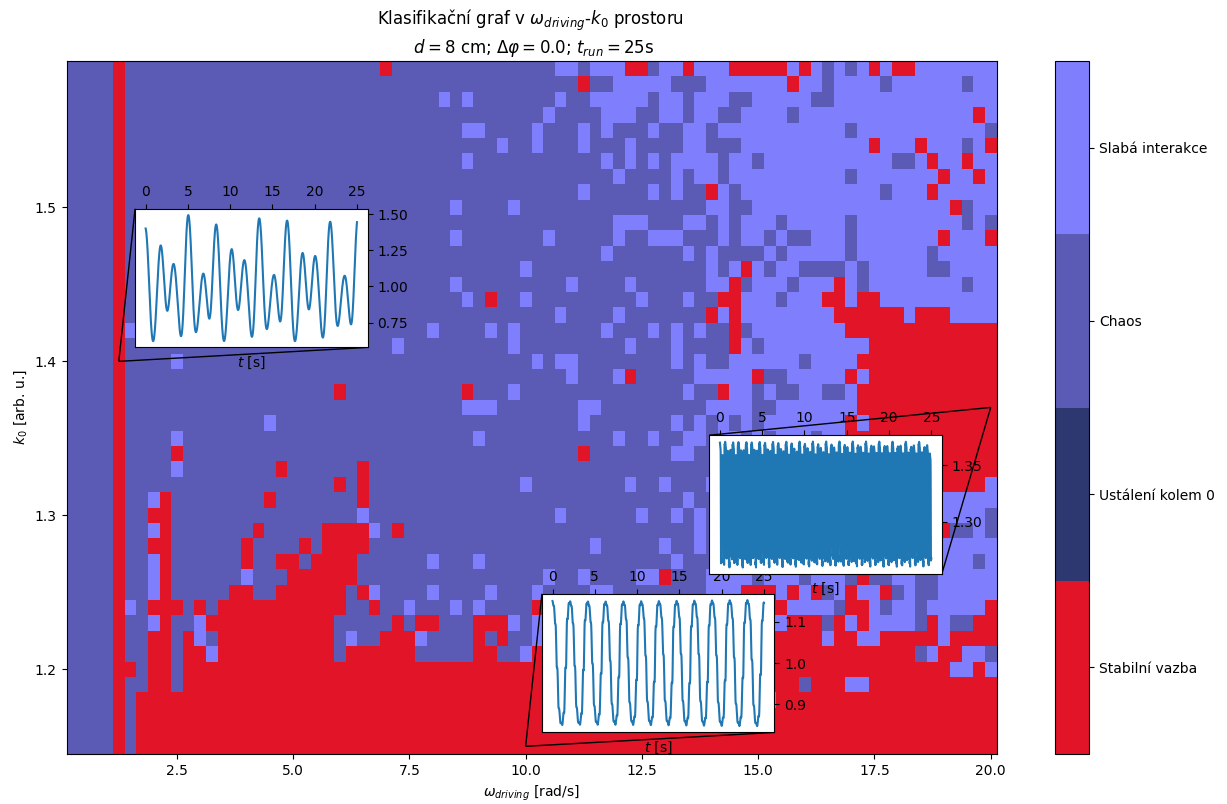 Klasifikační graf v ω_driving-k₀ prostoru
d = 8 cm; Δφ = 0.0; t_run = 25s
k₀ [arb. u.]
1.5
1.4
1.3
1.2
0 5 10 15 20 25
1.50
1.25
1.00
0.75
t [s]
0 5 10 15 20 25
1.35
1.30
t [s]
0 5 10 15 20 25
1.1
1.0
0.9
t [s]
2.5 5.0 7.5 10.0 12.5 15.0 17.5 20.0
ω_driving [rad/s]
Slabá interakce
Chaos
Ustálení kolem 0
Stabilní vazba